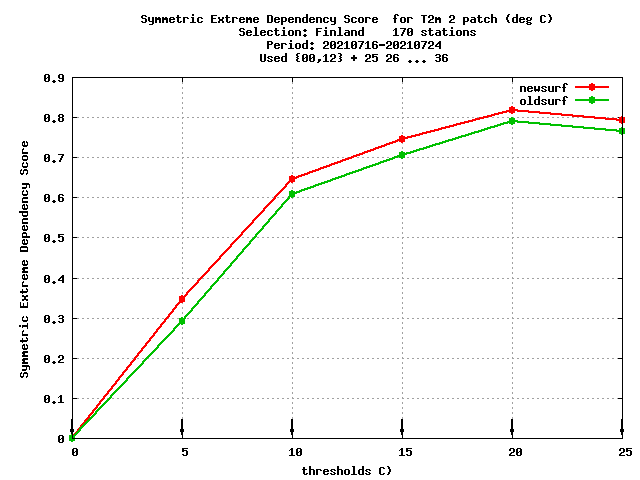 Symmetric Extreme Dependency Score  for T2m 2 patch (deg C)
Selection: Finland    170 stations
Period: 20210716-20210724
Used {00,12} + 25 26 ... 36
newsurf
oldsurf
Symmetric Extreme Dependency Score
0.9
0.8
0.7
0.6
0.5
0.4
0.3
0.2
0.1
0
0 5 10 15 20 25
thresholds C)